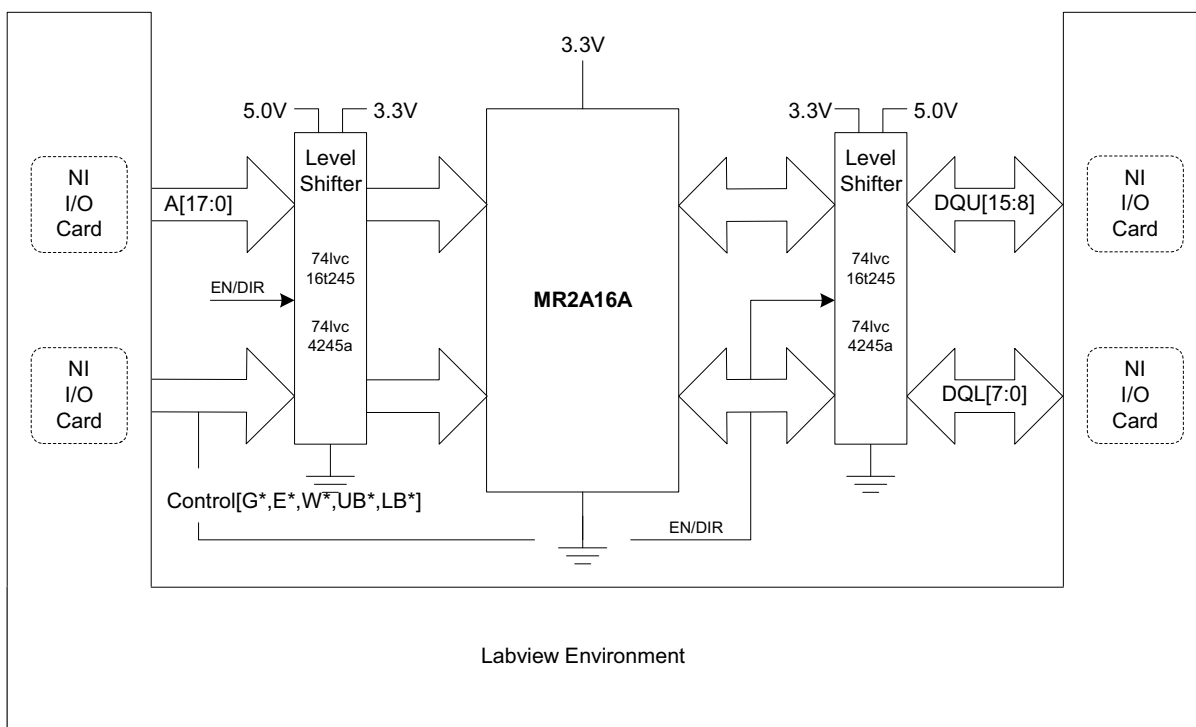 3.3V
5.0V
3.3V
3.3V
5.0V
NI
I/O
Card
A[17:0]
Level
Shifter
74lvc
16t245
74lvc
4245a
EN/DIR
MR2A16A
Level
Shifter
74lvc
16t245
74lvc
4245a
DQU[15:8]
NI
I/O
Card
NI
I/O
Card
DQL[7:0]
NI
I/O
Card
Control[G*,E*,W*,UB*,LB*]
EN/DIR
Labview Environment